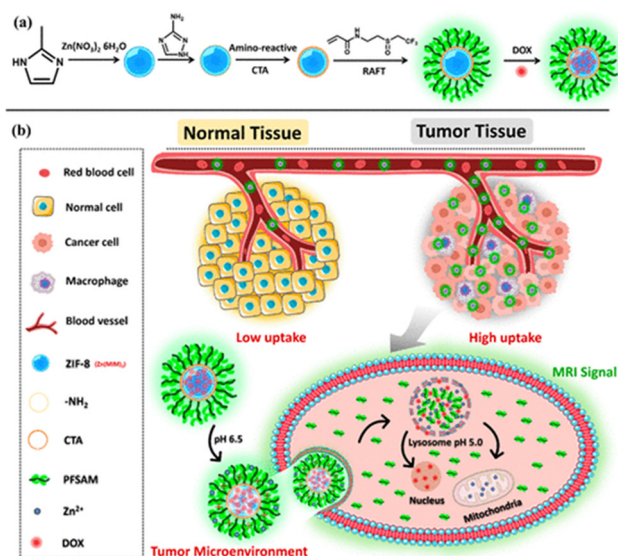 (a)
NH₂
Zn(NO₃)₂ 6H₂O
HN
N
N
N
N
H
Amino-reactive
CTA
O
N
H
S
O
CF₃
RAFT
DOX
(b)
Normal Tissue
Tumor Tissue
Red blood cell
Normal cell
Cancer cell
Macrophage
Blood vessel
ZIF-8 (Zn(MIM)₂)
-NH₂
CTA
PFSAM
Zn²⁺
DOX
Low uptake
High uptake
MRI Signal
pH 6.5
Lysosome pH 5.0
Nucleus
Mitochondria
Tumor Microenvironment